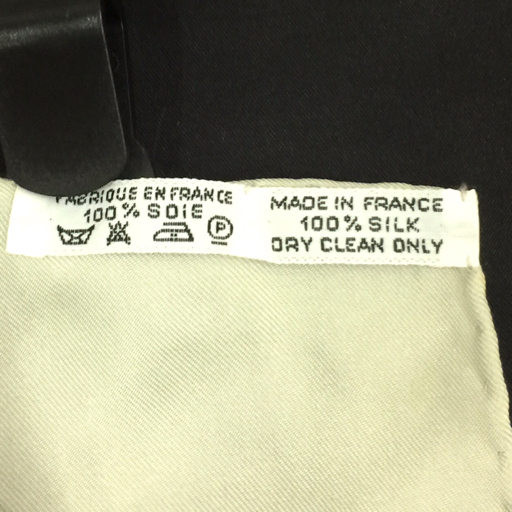 FABRIQUE EN FRANCE
100% SOIE
P
MADE IN FRANCE
100% SILK
DRY CLEAN ONLY